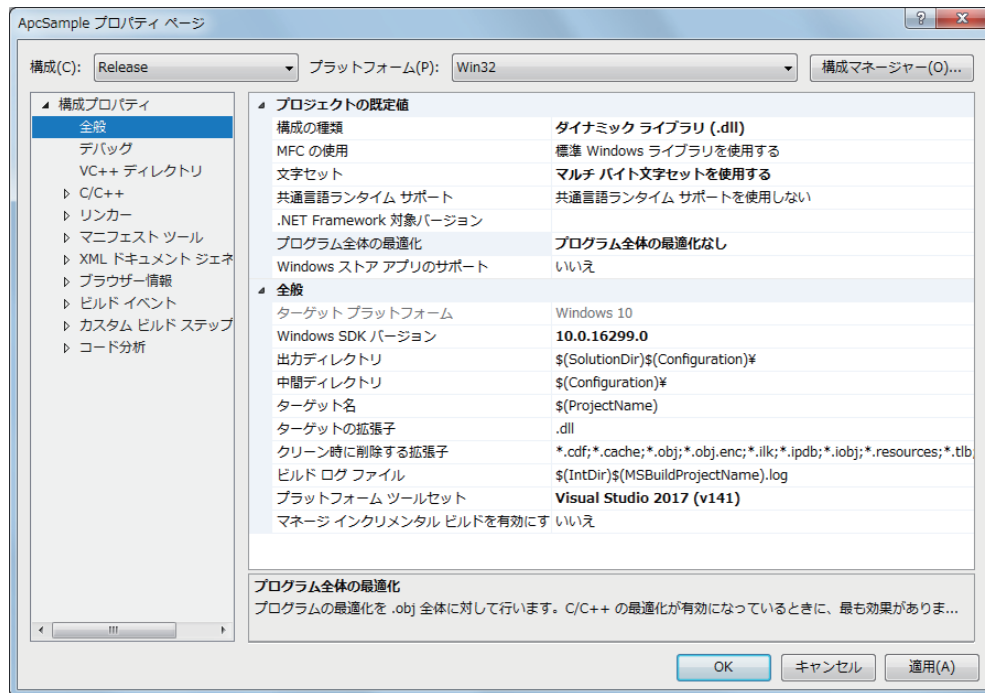 ApcSample プロパティ ページ
構成(C): Release プラットフォーム(P): Win32 構成マネージャー(O)...
構成プロパティ
全般
デバッグ
VC++ ディレクトリ
C/C++
リンカー
マニフェスト ツール
XML ドキュメント ジェネ
ブラウザー情報
ビルド イベント
カスタム ビルド ステップ
コード分析
プロジェクトの既定値
構成の種類 ダイナミック ライブラリ (.dll)
MFC の使用 標準 Windows ライブラリを使用する
文字セット マルチ バイト文字セットを使用する
共通言語ランタイム サポート 共通言語ランタイム サポートを使用しない
.NET Framework 対象バージョン
プログラム全体の最適化 プログラム全体の最適化なし
Windows ストア アプリのサポート いいえ
全般
ターゲット プラットフォーム Windows 10
Windows SDK バージョン 10.0.16299.0
出力ディレクトリ $(SolutionDir)$(Configuration)¥
中間ディレクトリ $(Configuration)¥
ターゲット名 $(ProjectName)
ターゲットの拡張子 .dll
クリーン時に削除する拡張子 *.cdf;*.cache;*.obj;*.obj.enc;*.ilk;*.ipdb;*.iobj;*.resources;*.tlb;
ビルド ログ ファイル $(IntDir)$(MSBuildProjectName).log
プラットフォーム ツールセット Visual Studio 2017 (v141)
マネージ インクリメンタル ビルドを有効にす いいえ
プログラム全体の最適化
プログラムの最適化を .obj 全体に対して行います。C/C++ の最適化が有効になっているときに、最も効果がありま...
OK キャンセル 適用(A)